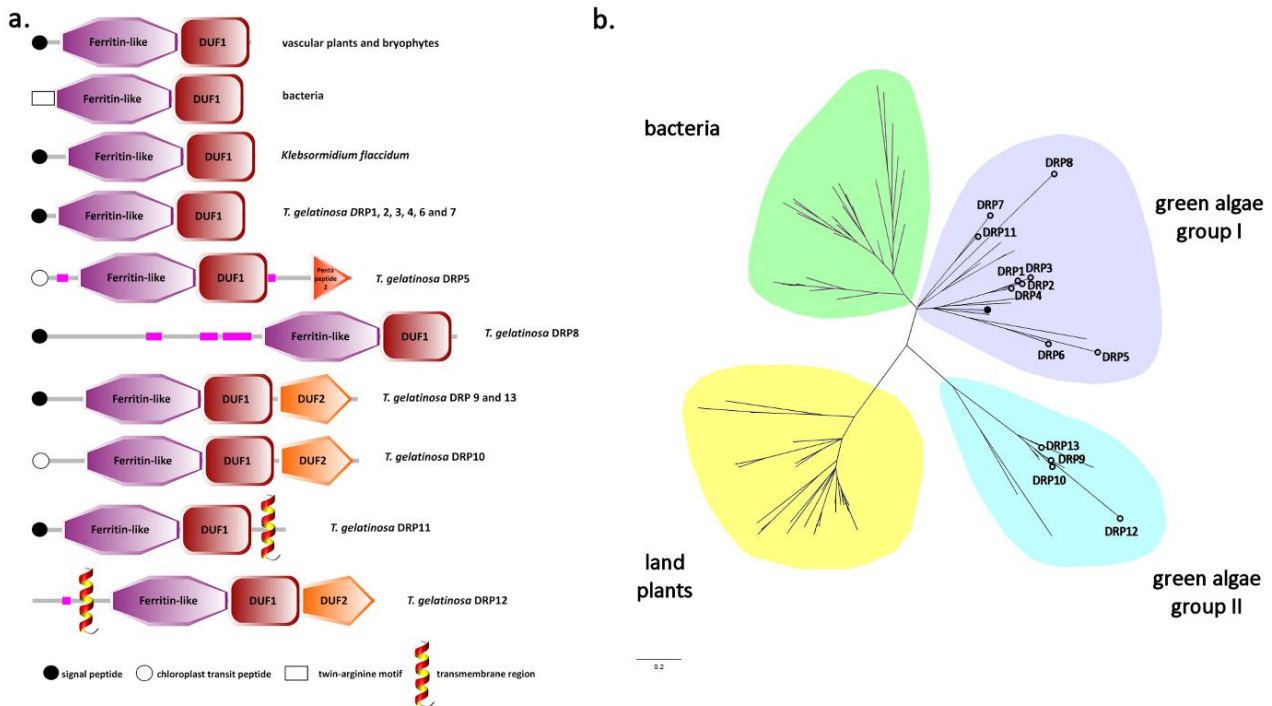 a.
Ferritin-like DUF1 vascular plants and bryophytes
Ferritin-like DUF1 bacteria
Ferritin-like DUF1 Klebsormidium flaccidum
Ferritin-like DUF1 T. gelatinosa DRP1, 2, 3, 4, 6 and 7
Ferritin-like DUF1 Penta peptide 2 T. gelatinosa DRP5
Ferritin-like DUF1 T. gelatinosa DRP8
Ferritin-like DUF1 DUF2 T. gelatinosa DRP 9 and 13
Ferritin-like DUF1 DUF2 T. gelatinosa DRP10
Ferritin-like DUF1 T. gelatinosa DRP11
Ferritin-like DUF1 DUF2 T. gelatinosa DRP12
signal peptide chloroplast transit peptide twin-arginine motif transmembrane region
b.
bacteria
green algae
group I
DRP8
DRP7
DRP11
DRP1 DRP3
DRP2
DRP4
DRP6 DRP5
land
plants
DRP13
DRP9
DRP10
DRP12
green algae
group II
0.2